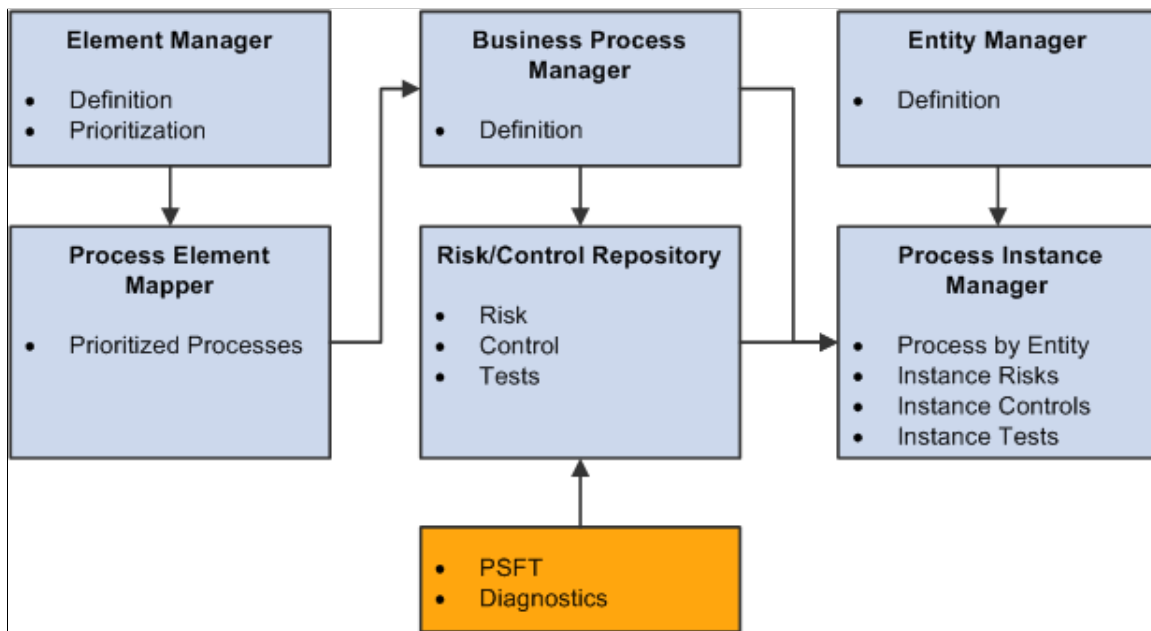 Element Manager
• Definition
• Prioritization
Business Process
Manager
• Definition
Entity Manager
• Definition
Process Element
Mapper
• Prioritized Processes
Risk/Control Repository
• Risk
• Control
• Tests
Process Instance
Manager
• Process by Entity
• Instance Risks
• Instance Controls
• Instance Tests
• PSFT
• Diagnostics